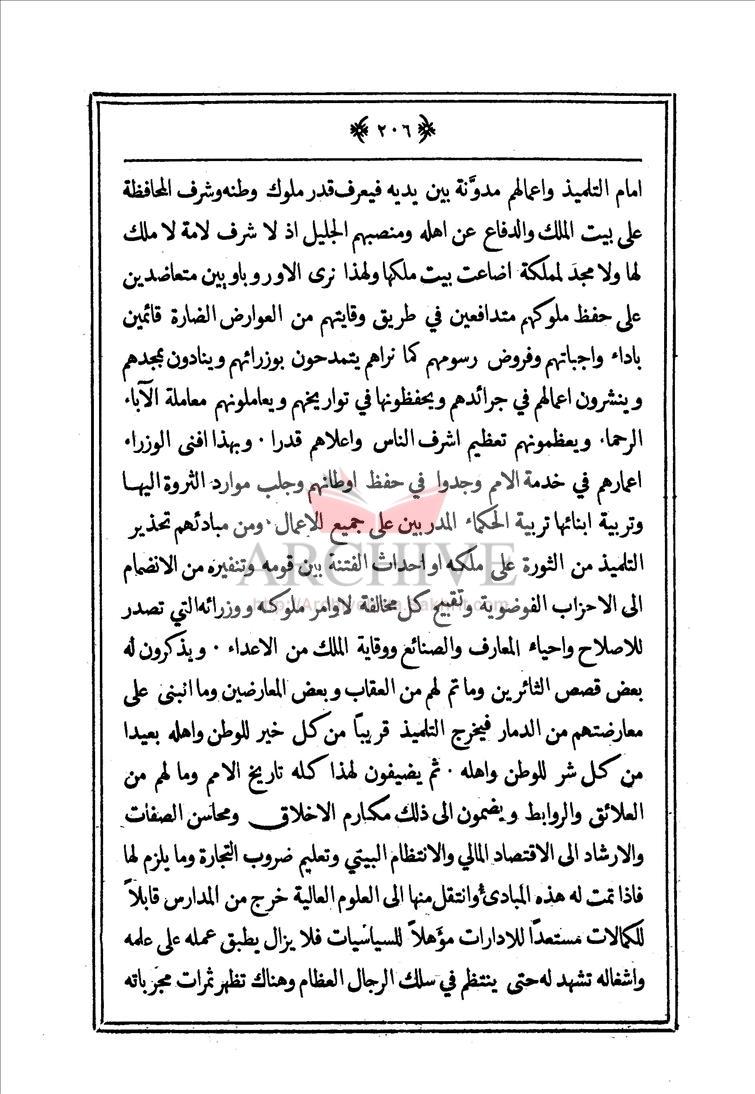 ﴿ ٢٠٦ ﴾
امام التلميذ واعمالهم مدوَّنة بين يديه فيعرف قدر ملوك وطنه وشرف المحافظة
على بيت الملك والدفاع عن اهله ومنصبهم الجليل اذ لا شرف لامة لا ملك
لها ولا مجدَ لمملكة اضاعت بيت ملكها ولهذا نرى الاوروباويين متعاضدين
على حفظ ملوكهم متدافعين في طريق وقايتهم من العوارض الضارة قائمين
باداء واجباتهم وفروض رسومهم كما نراهم يتمدحون بوزرائهم وينادون بمجدهم
وينشرون اعمالهم في جرائدهم ويحفظونها في تواريخهم ويعاملونهم معاملة الآباء
الرحماء ويعظمونهم تعظيم اشرف الناس واعلاهم قدرا ٠ وبهذا افنى الوزراء
اعمارهم في خدمة الامم وجدوا في حفظ اوطانهم وجلب موارد الثروة اليها
وتربية ابنائها تربية الحكماء المدربين على جميع الاعمال ٠ ومن مبادئهم تحذير
التلميذ من الثورة على ملكه او احداث الفتنة بين قومه وتنفيره من الانضمام
الى الاحزاب الفوضوية وتقبيح كل مخالفة لاوامر ملوكه ووزرائه التي تصدر
للاصلاح واحياء المعارف والصنائع ووقاية الملك من الاعداء ٠ ويذكرون له
بعض قصص الثائرين وما تم لهم من العقاب وبعض المعارضين وما انبنى على
معارضتهم من الدمار فيخرج التلميذ قريباً من كل خير للوطن واهله بعيدا
من كل شر للوطن واهله ٠ ثم يضيفون لهذا كله تاريخ الامم وما لهم من
العلائق والروابط ويضمون الى ذلك مكارم الاخلاق ومحاسن الصفات
والارشاد الى الاقتصاد المالي والانتظام البيتي وتعليم ضروب التجارة وما يلزم لها
فاذا تمت له هذه المبادئ وانتقل منها الى العلوم العالية خرج من المدارس قابلاً
للكمالات مستعدًا للادارات مؤَهلاً للسياسيات فلا يزال يطبق عمله على علمه
واشغاله تشهد له حتى ينتظم في سلك الرجال العظام وهناك تظهر ثمرات مجرباته
ARCHIVE